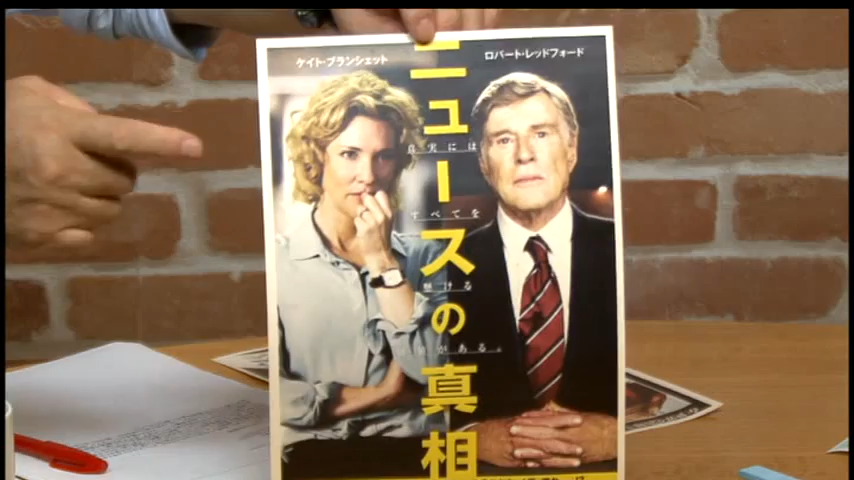 ケイト・ブランシェット
ロバート・レッドフォード
ニュースの真相
真実には
すべてを
懸ける
がある。